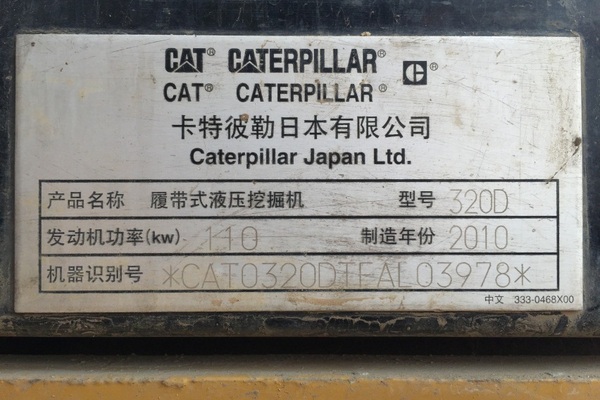 CAT® CATERPILLAR® C®
CAT® CATERPILLAR®
卡特彼勒日本有限公司
Caterpillar Japan Ltd.
产品名称 履带式液压挖掘机 型号 320D
发动机功率(kw) 110 制造年份 2010
机器识别号 *CAT0320DTFAL03978*
中文 333-0468X00